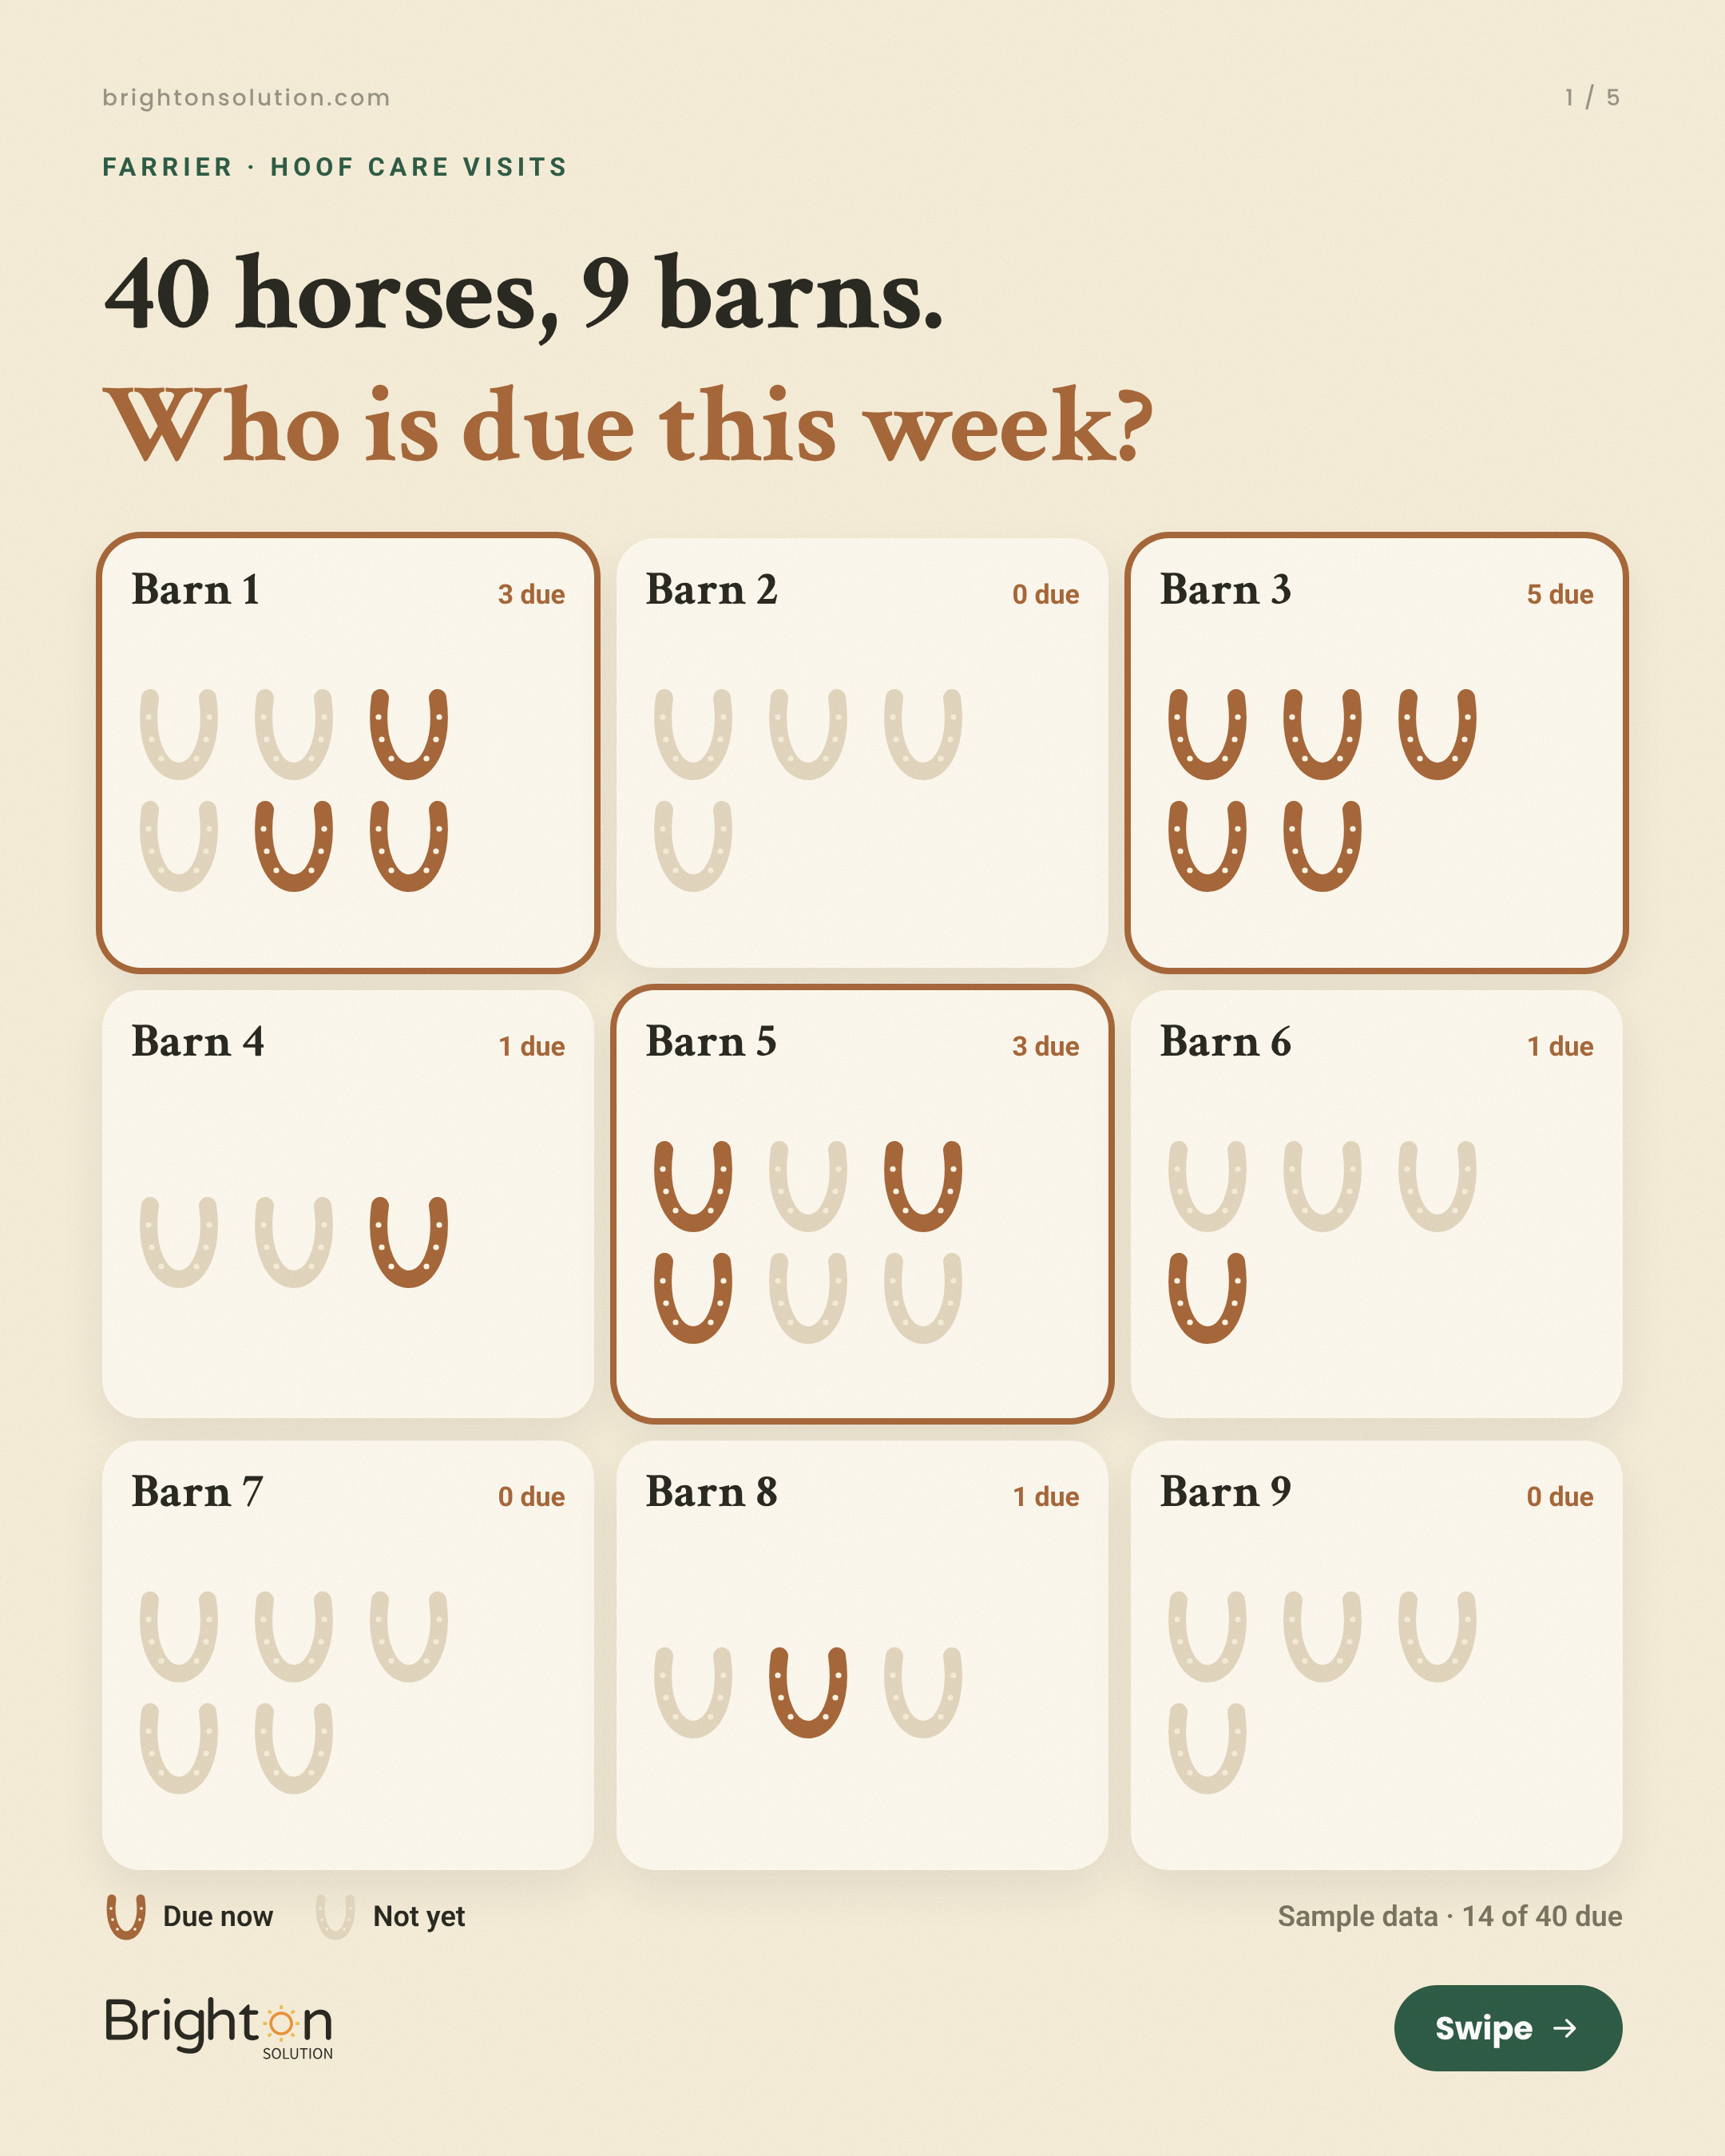 brightonsolution.com 1 / 5
FARRIER · HOOF CARE VISITS
40 horses, 9 barns.
Who is due this week?
Barn 1 3 due
Barn 2 0 due
Barn 3 5 due
Barn 4 1 due
Barn 5 3 due
Barn 6 1 due
Barn 7 0 due
Barn 8 1 due
Barn 9 0 due
Due now Not yet
Sample data · 14 of 40 due
Brighton
SOLUTION
Swipe →